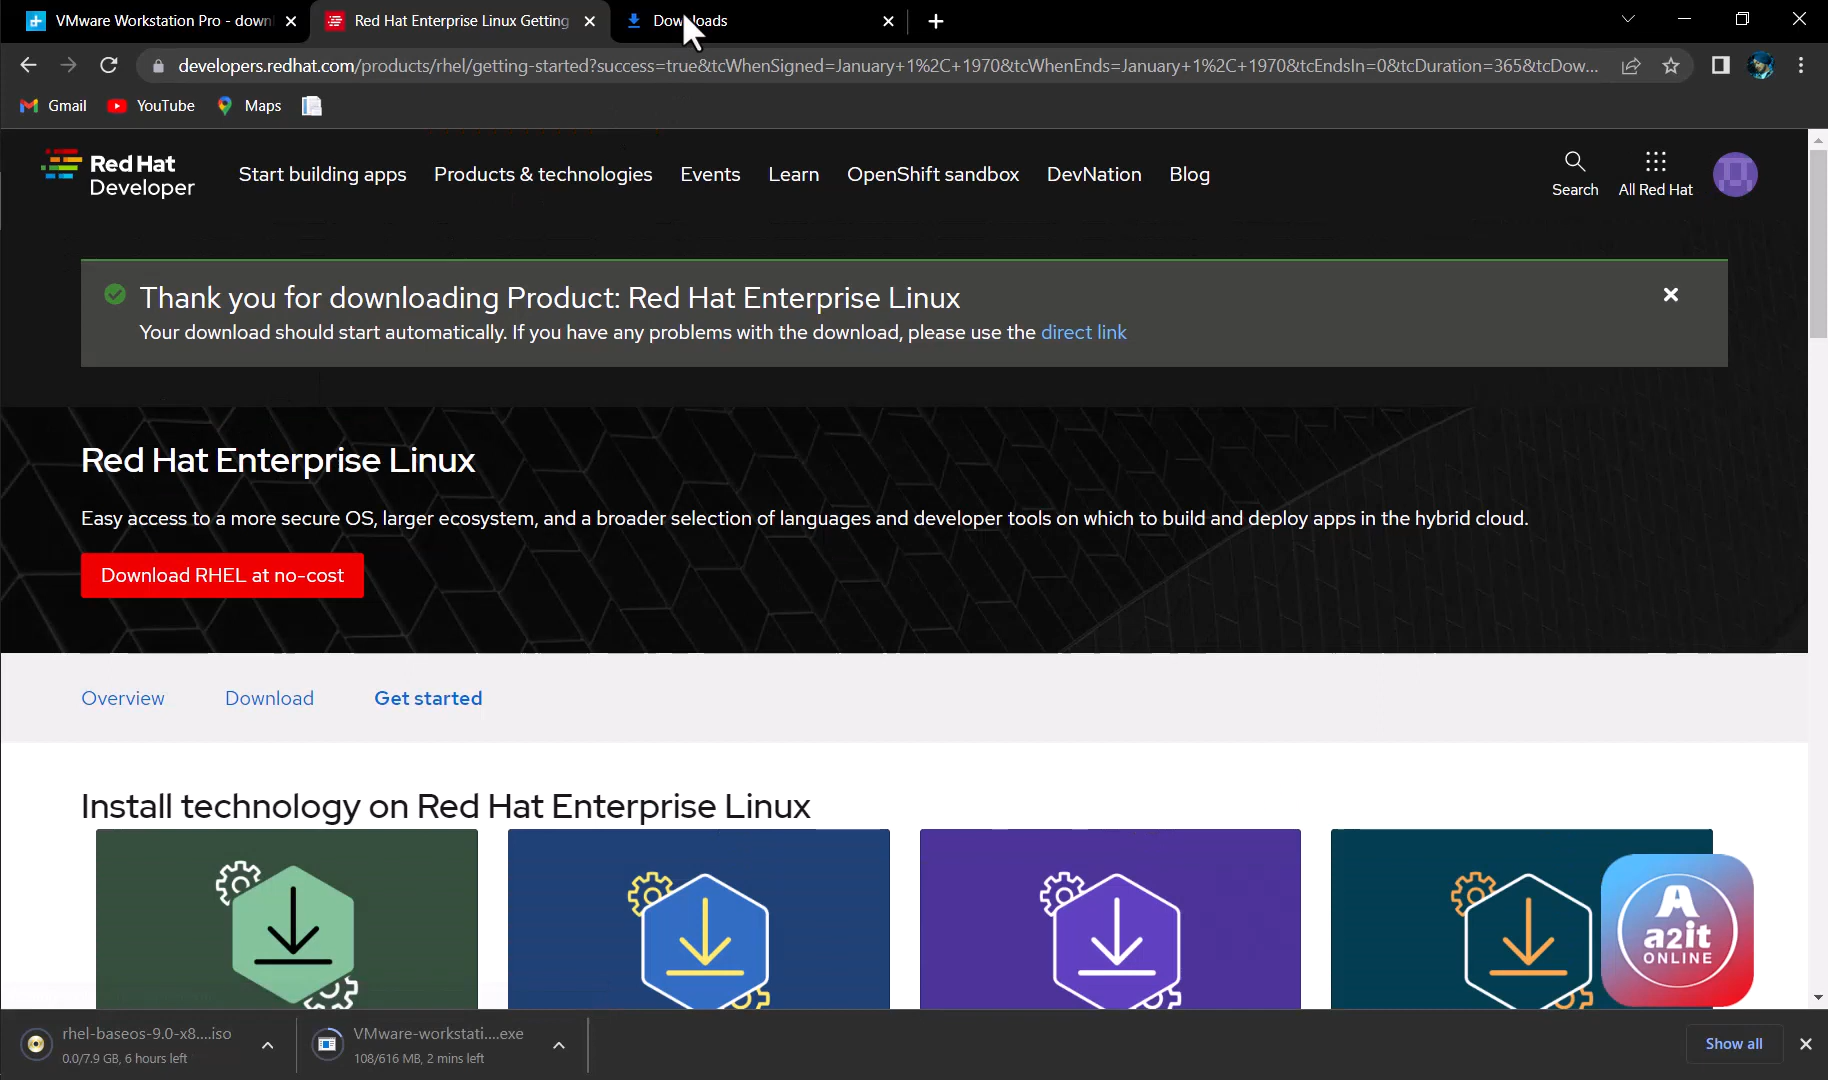 VMware Workstation Pro - down
Red Hat Enterprise Linux Getting
Downloads
developers.redhat.com/products/rhel/getting-started?success=true&tcWhenSigned=January+1%2C+1970&tcWhenEnds=January+1%2C+1970&tcEndsIn=0&tcDuration=365&tcDow...
Gmail
YouTube
Maps
Red Hat
Developer
Start building apps
Products & technologies
Events
Learn
OpenShift sandbox
DevNation
Blog
Search
All Red Hat
Thank you for downloading Product: Red Hat Enterprise Linux
Your download should start automatically. If you have any problems with the download, please use the direct link
Red Hat Enterprise Linux
Easy access to a more secure OS, larger ecosystem, and a broader selection of languages and developer tools on which to build and deploy apps in the hybrid cloud.
Download RHEL at no-cost
Overview
Download
Get started
Install technology on Red Hat Enterprise Linux
A
a2it
ONLINE
rhel-baseos-9.0-x8....iso
0.0/7.9 GB, 6 hours left
VMware-workstati....exe
108/616 MB, 2 mins left
Show all